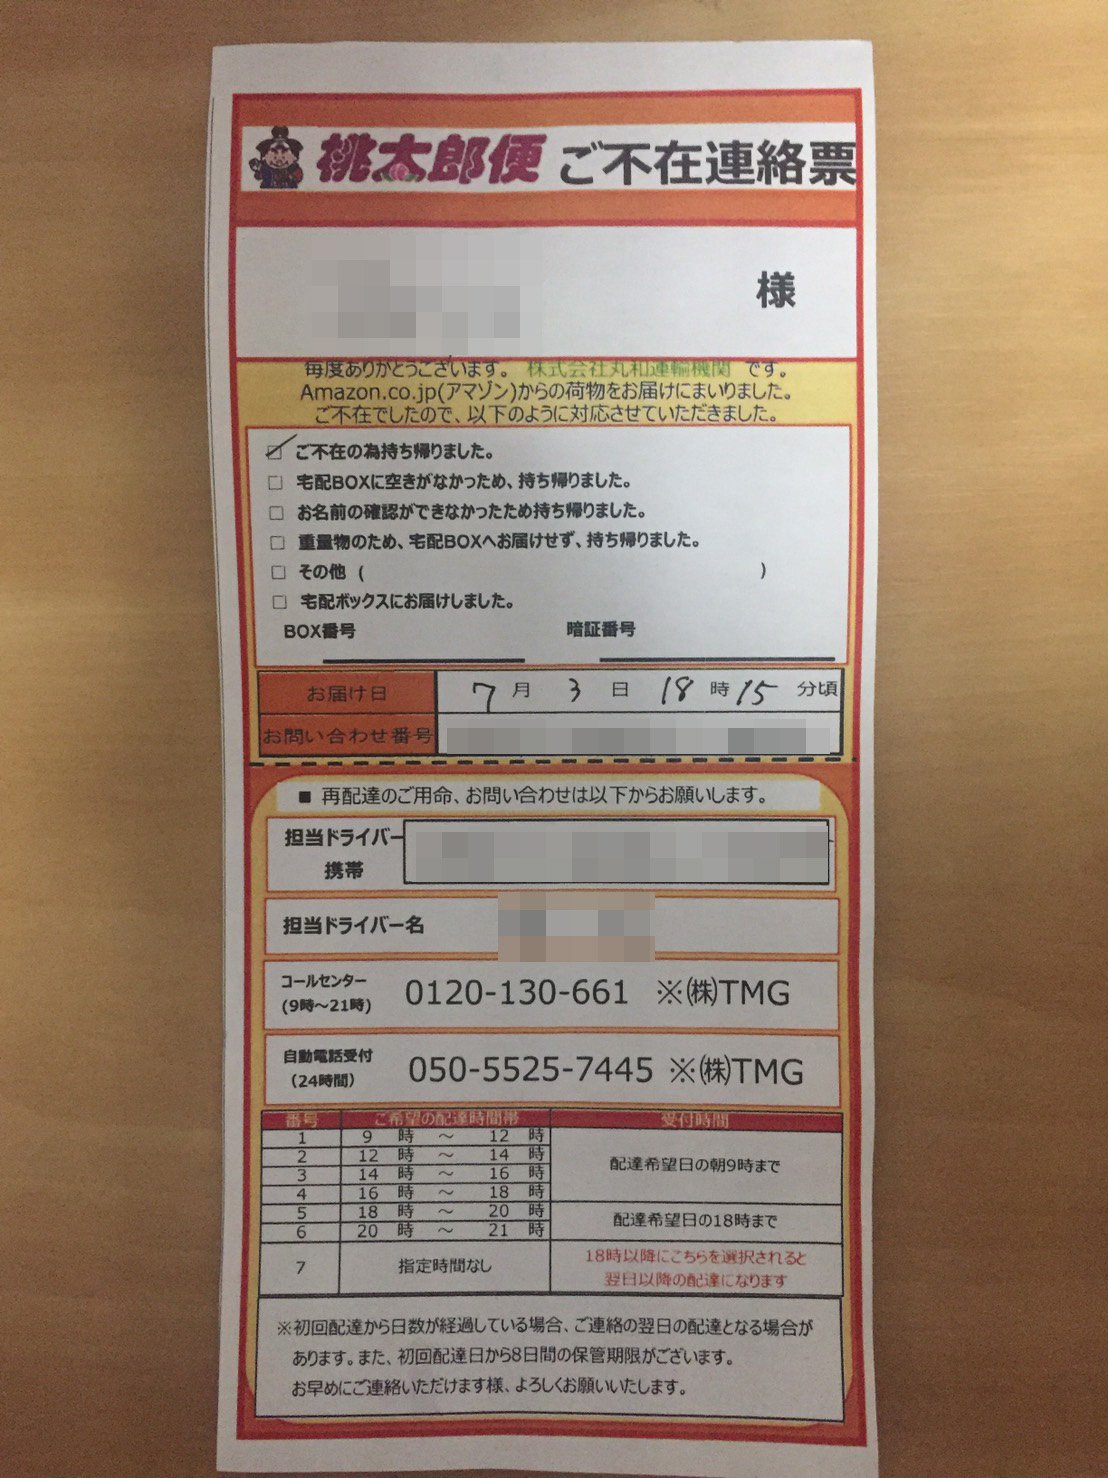 桃太郎便 ご不在連絡票
様
毎度ありがとうございます。 株式会社丸和運輸機関 です。
Amazon.co.jp(アマゾン)からの荷物をお届けにまいりました。
ご不在でしたので、以下のように対応させていただきました。
☑ ご不在の為持ち帰りました。
□ 宅配BOXに空きがなかっため、持ち帰りました。
□ お名前の確認ができなかったため持ち帰りました。
□ 重量物のため、宅配BOXへお届けせず、持ち帰りました。
□ その他 ( )
□ 宅配ボックスにお届けしました。
BOX番号 暗証番号
お届け日 7 月 3 日 18 時 15 分頃
お問い合わせ番号
■ 再配達のご用命、お問い合わせは以下からお願いします。
担当ドライバー
携帯
担当ドライバー名
コールセンター
(9時～21時) 0120-130-661 ※㈱TMG
自動電話受付
(24時間) 050-5525-7445 ※㈱TMG
番号 ご希望の配達時間帯 受付時間
1 9 時 ～ 12 時
2 12 時 ～ 14 時
3 14 時 ～ 16 時
4 16 時 ～ 18 時
配達希望日の朝9時まで
5 18 時 ～ 20 時
6 20 時 ～ 21 時
配達希望日の18時まで
7 指定時間なし
18時以降にこちらを選択されると
翌日以降の配達になります
※初回配達から日数が経過している場合、ご連絡の翌日の配達となる場合が
あります。また、初回配達日から8日間の保管期限がございます。
お早めにご連絡いただけます様、よろしくお願いいたします。